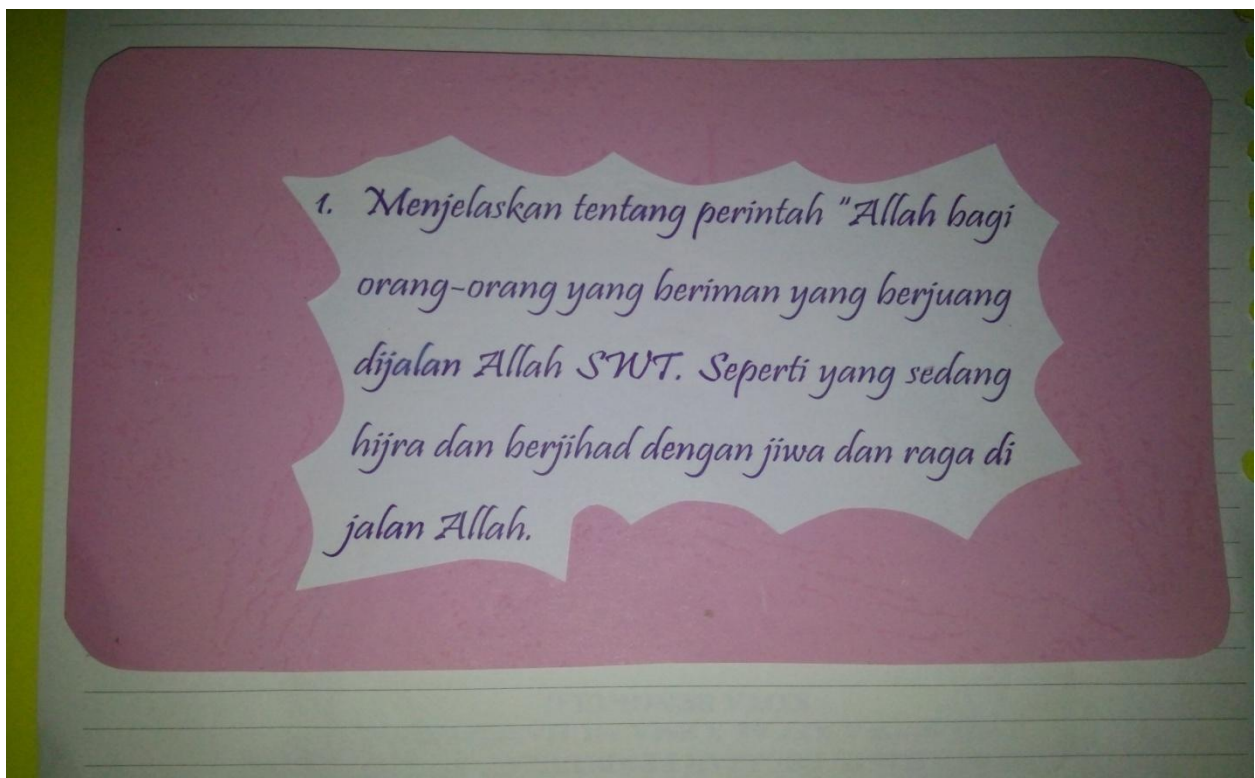 1. Menjelaskan tentang perintah "Allah bagi
orang-orang yang beriman yang berjuang
dijalan Allah SWT. Seperti yang sedang
hijra dan berjihad dengan jiwa dan raga di
jalan Allah.